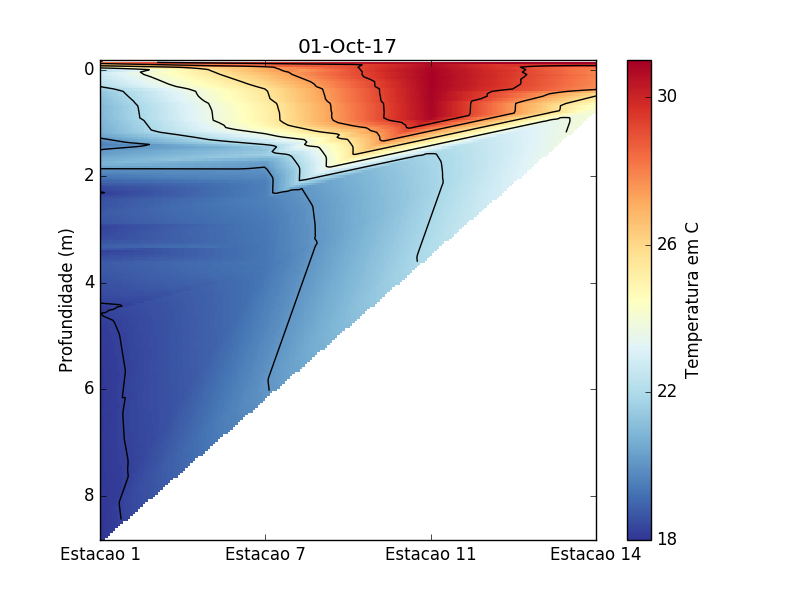 01-Oct-17
0
2
4
6
8
Profundidade (m)
Estacao 1
Estacao 7
Estacao 11
Estacao 14
30
26
22
18
Temperatura em C